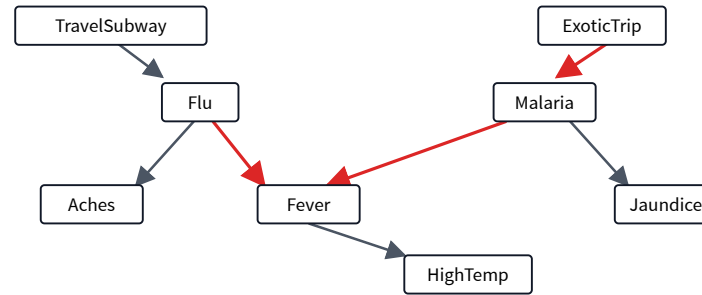 TravelSubway
ExoticTrip
Flu
Malaria
Aches
Fever
Jaundice
HighTemp